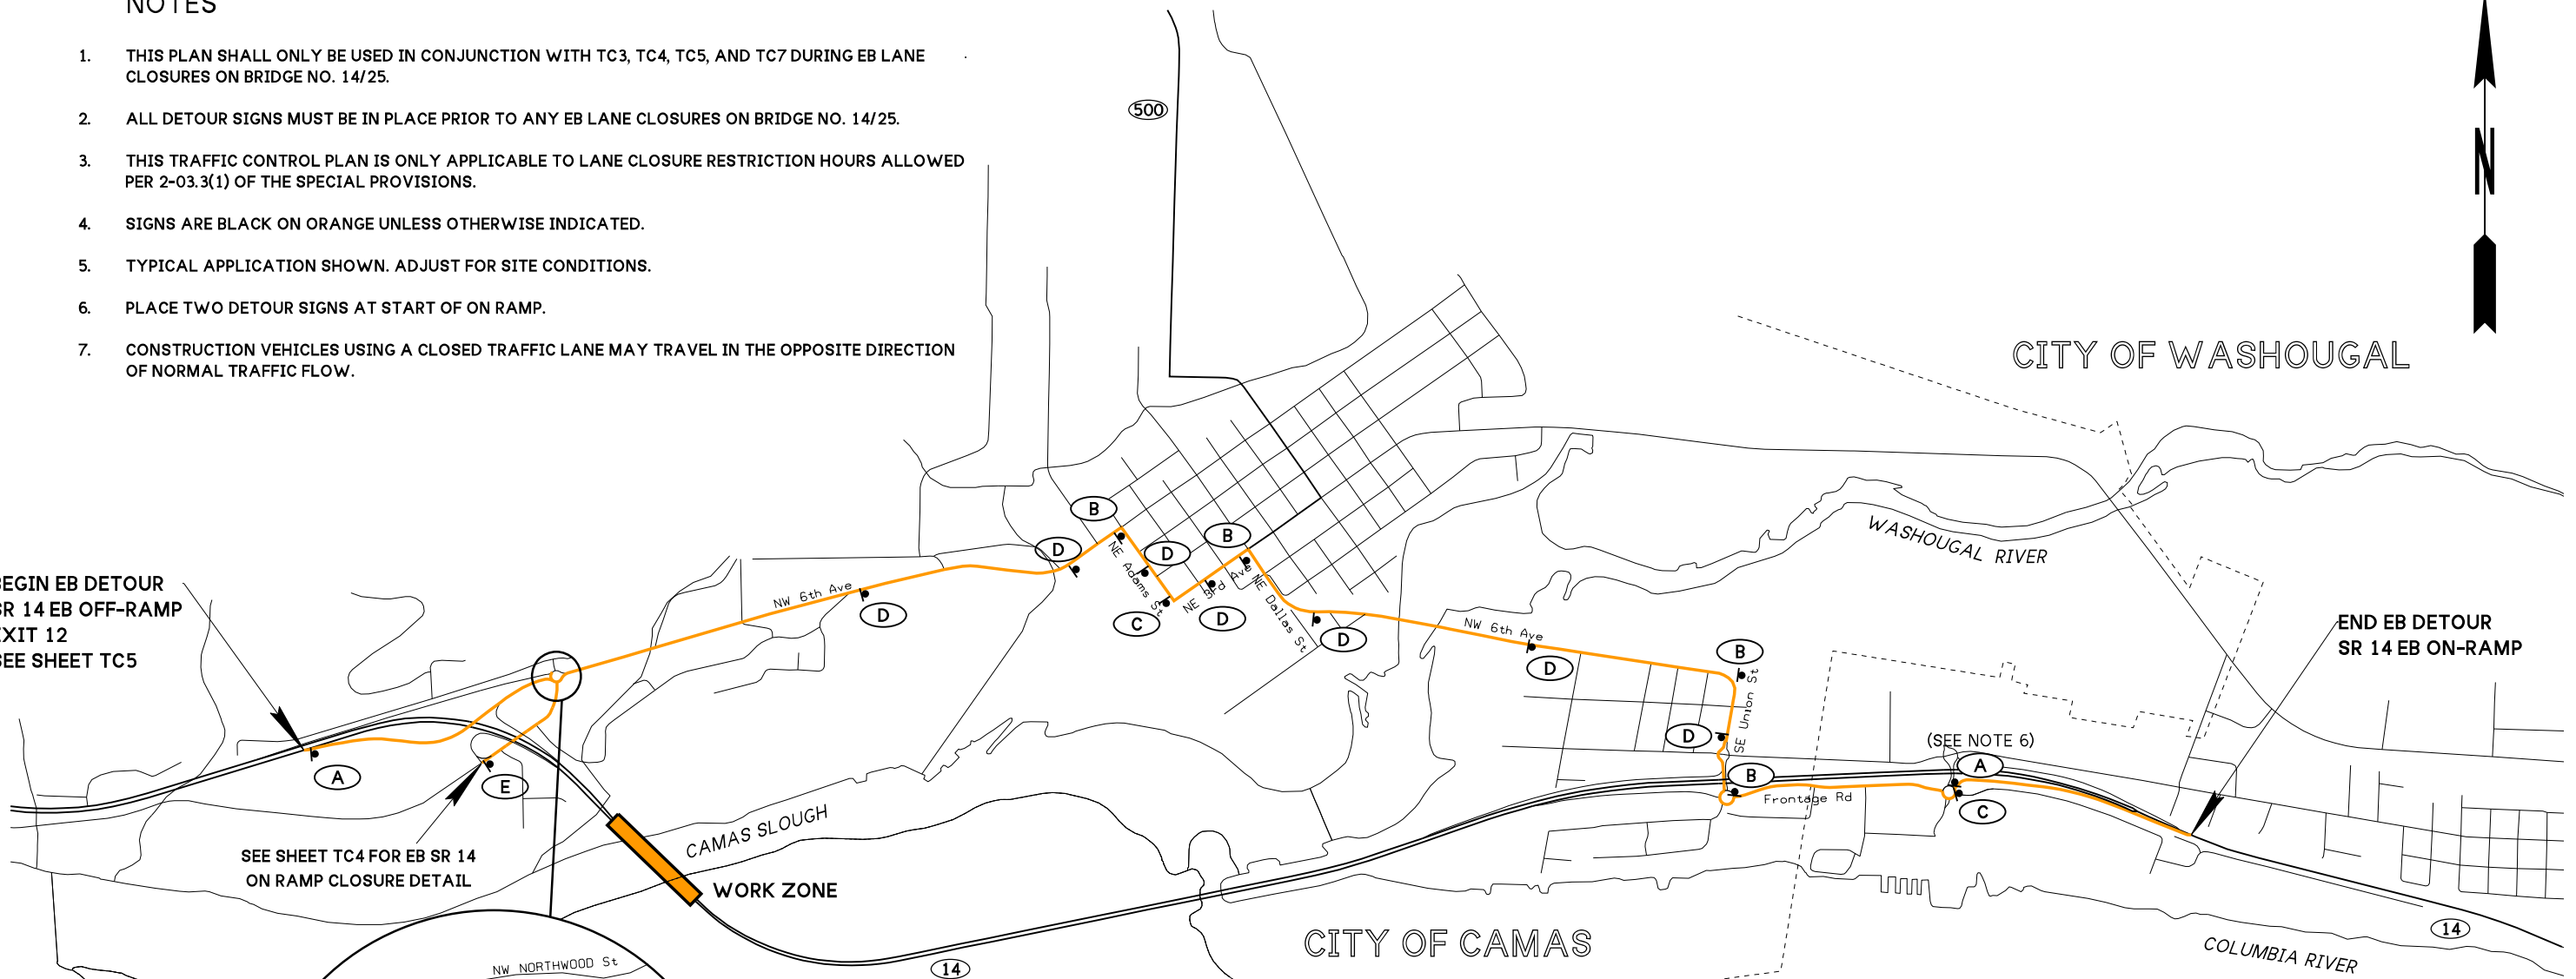 NOTES
1. THIS PLAN SHALL ONLY BE USED IN CONJUNCTION WITH TC3, TC4, TC5, AND TC7 DURING EB LANE
CLOSURES ON BRIDGE NO. 14/25.
2. ALL DETOUR SIGNS MUST BE IN PLACE PRIOR TO ANY EB LANE CLOSURES ON BRIDGE NO. 14/25.
3. THIS TRAFFIC CONTROL PLAN IS ONLY APPLICABLE TO LANE CLOSURE RESTRICTION HOURS ALLOWED
PER 2-03.3(1) OF THE SPECIAL PROVISIONS.
4. SIGNS ARE BLACK ON ORANGE UNLESS OTHERWISE INDICATED.
5. TYPICAL APPLICATION SHOWN. ADJUST FOR SITE CONDITIONS.
6. PLACE TWO DETOUR SIGNS AT START OF ON RAMP.
7. CONSTRUCTION VEHICLES USING A CLOSED TRAFFIC LANE MAY TRAVEL IN THE OPPOSITE DIRECTION
OF NORMAL TRAFFIC FLOW.
500
N
CITY OF WASHOUGAL
WASHOUGAL RIVER
BEGIN EB DETOUR
SR 14 EB OFF-RAMP
EXIT 12
SEE SHEET TC5
A
E
SEE SHEET TC4 FOR EB SR 14
ON RAMP CLOSURE DETAIL
NW 6th Ave
D
D
B
D
NE Adams St
C
NE 3rd Ave
D
B
NE Dallas St
D
NW 6th Ave
D
B
SE Union St
D
B
Frontage Rd
(SEE NOTE 6)
A
C
END EB DETOUR
SR 14 EB ON-RAMP
CAMAS SLOUGH
WORK ZONE
NW NORTHWOOD St
14
CITY OF CAMAS
14
COLUMBIA RIVER